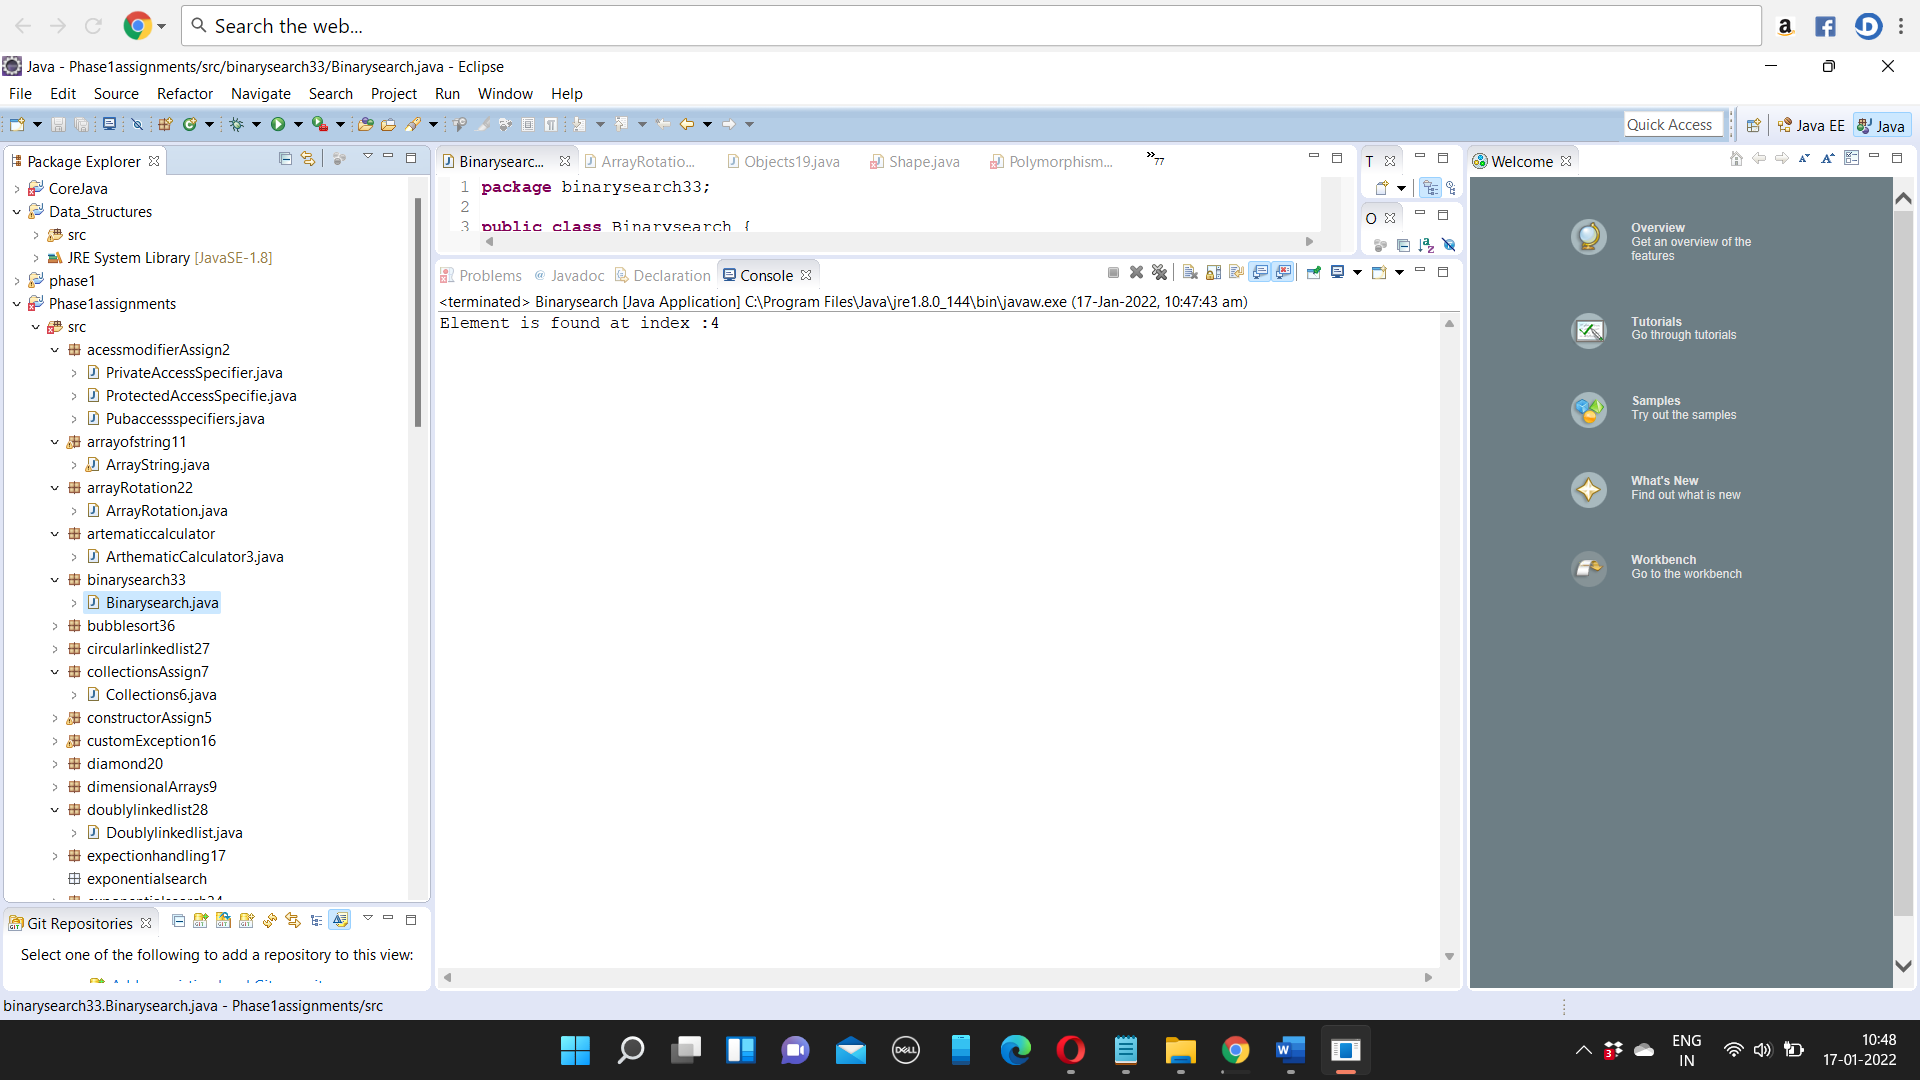 Search the web...
Java - Phase1assignments/src/binarysearch33/Binarysearch.java - Eclipse
File Edit Source Refactor Navigate Search Project Run Window Help
Quick Access
Java EE
Java
Package Explorer
CoreJava
Data_Structures
src
JRE System Library [JavaSE-1.8]
phase1
Phase1assignments
src
acessmodifierAssign2
PrivateAccessSpecifier.java
ProtectedAccessSpecifie.java
Pubaccessspecifiers.java
arrayofstring11
ArrayString.java
arrayRotation22
ArrayRotation.java
artematiccalculator
ArthematicCalculator3.java
binarysearch33
Binarysearch.java
bubblesort36
circularlinkedlist27
collectionsAssign7
Collections6.java
constructorAssign5
customException16
diamond20
dimensionalArrays9
doublylinkedlist28
Doublylinkedlist.java
expectionhandling17
exponentialsearch
Git Repositories
Select one of the following to add a repository to this view:
Binarysearc... ArrayRotatio... Objects19.java Shape.java Polymorphism... »77
1 package binarysearch33;
2
3 public class Binarysearch {
T
O
Problems @ Javadoc Declaration Console
<terminated> Binarysearch [Java Application] C:\Program Files\Java\jre1.8.0_144\bin\javaw.exe (17-Jan-2022, 10:47:43 am)
Element is found at index :4
Welcome
Overview
Get an overview of the
features
Tutorials
Go through tutorials
Samples
Try out the samples
What's New
Find out what is new
Workbench
Go to the workbench
binarysearch33.Binarysearch.java - Phase1assignments/src
DELL
3
ENG
IN
10:48
17-01-2022